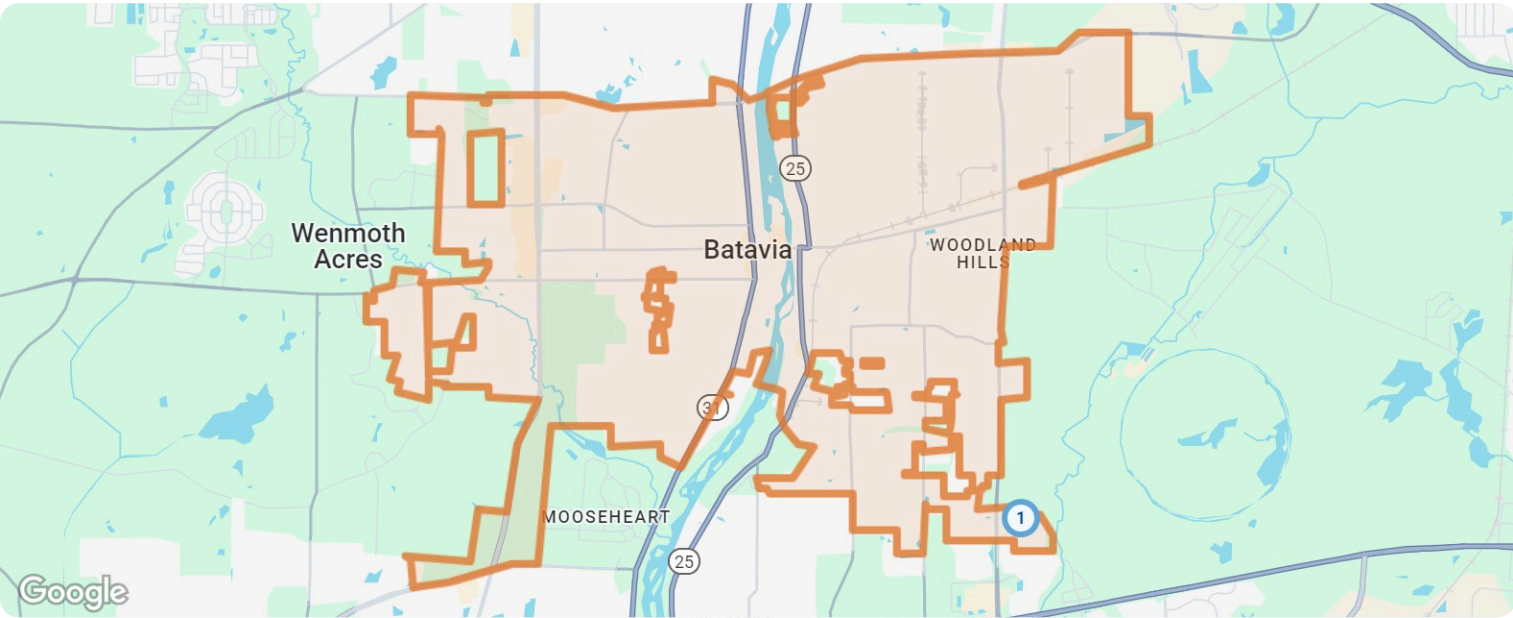 25
Wenmoth
Acres
Batavia
WOODLAND
HILLS
31
MOOSEHEART
1
25
Google